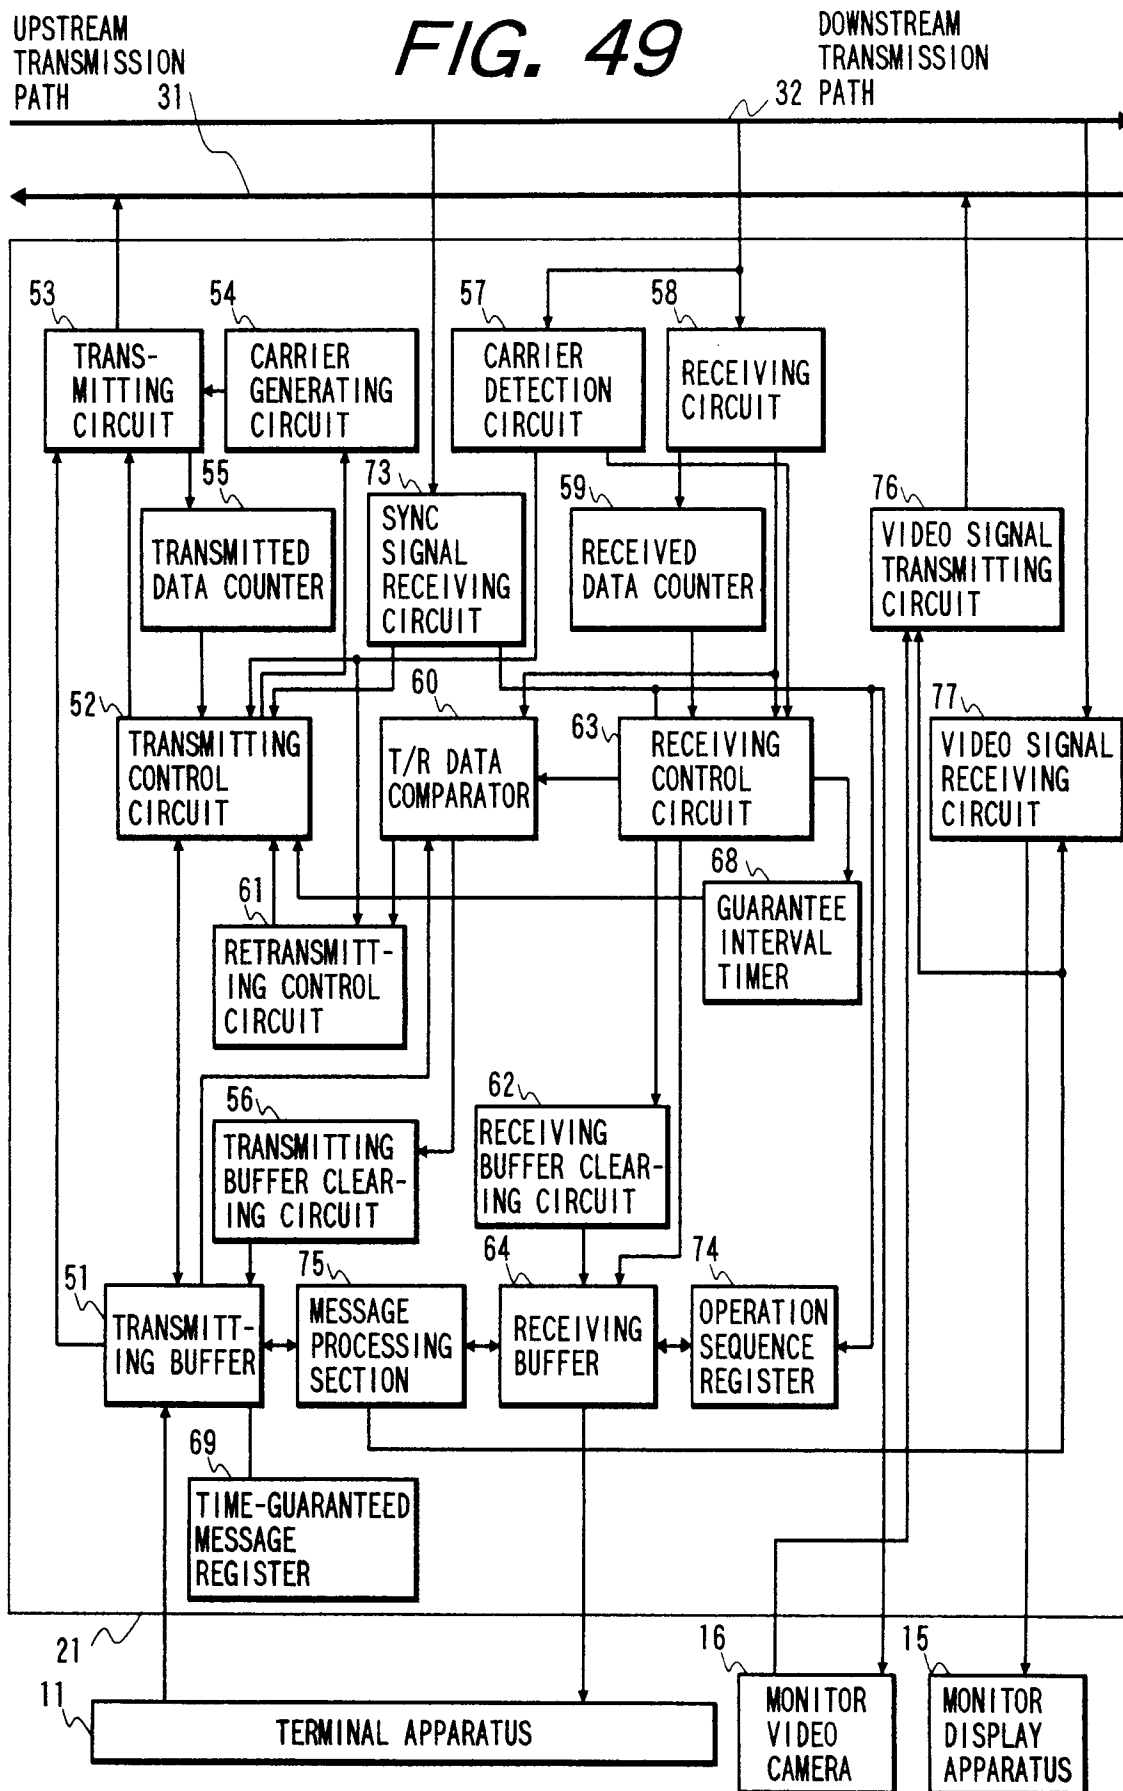 FIG. 49
UPSTREAM
TRANSMISSION
PATH
31
DOWNSTREAM
TRANSMISSION
PATH
32
53
TRANS-
MITTING
CIRCUIT
54
CARRIER
GENERATING
CIRCUIT
57
CARRIER
DETECTION
CIRCUIT
58
RECEIVING
CIRCUIT
55
TRANSMITTED
DATA COUNTER
73
SYNC
SIGNAL
RECEIVING
CIRCUIT
59
RECEIVED
DATA COUNTER
76
VIDEO SIGNAL
TRANSMITTING
CIRCUIT
52
TRANSMITTING
CONTROL
CIRCUIT
60
T/R DATA
COMPARATOR
63
RECEIVING
CONTROL
CIRCUIT
77
VIDEO SIGNAL
RECEIVING
CIRCUIT
61
RETRANSMITT-
ING CONTROL
CIRCUIT
68
GUARANTEE
INTERVAL
TIMER
56
TRANSMITTING
BUFFER CLEAR-
ING CIRCUIT
62
RECEIVING
BUFFER CLEAR-
ING CIRCUIT
51
TRANSMITT-
ING BUFFER
75
MESSAGE
PROCESSING
SECTION
64
RECEIVING
BUFFER
74
OPERATION
SEQUENCE
REGISTER
69
TIME-GUARANTEED
MESSAGE
REGISTER
21
11
TERMINAL APPARATUS
16
MONITOR
VIDEO
CAMERA
15
MONITOR
DISPLAY
APPARATUS